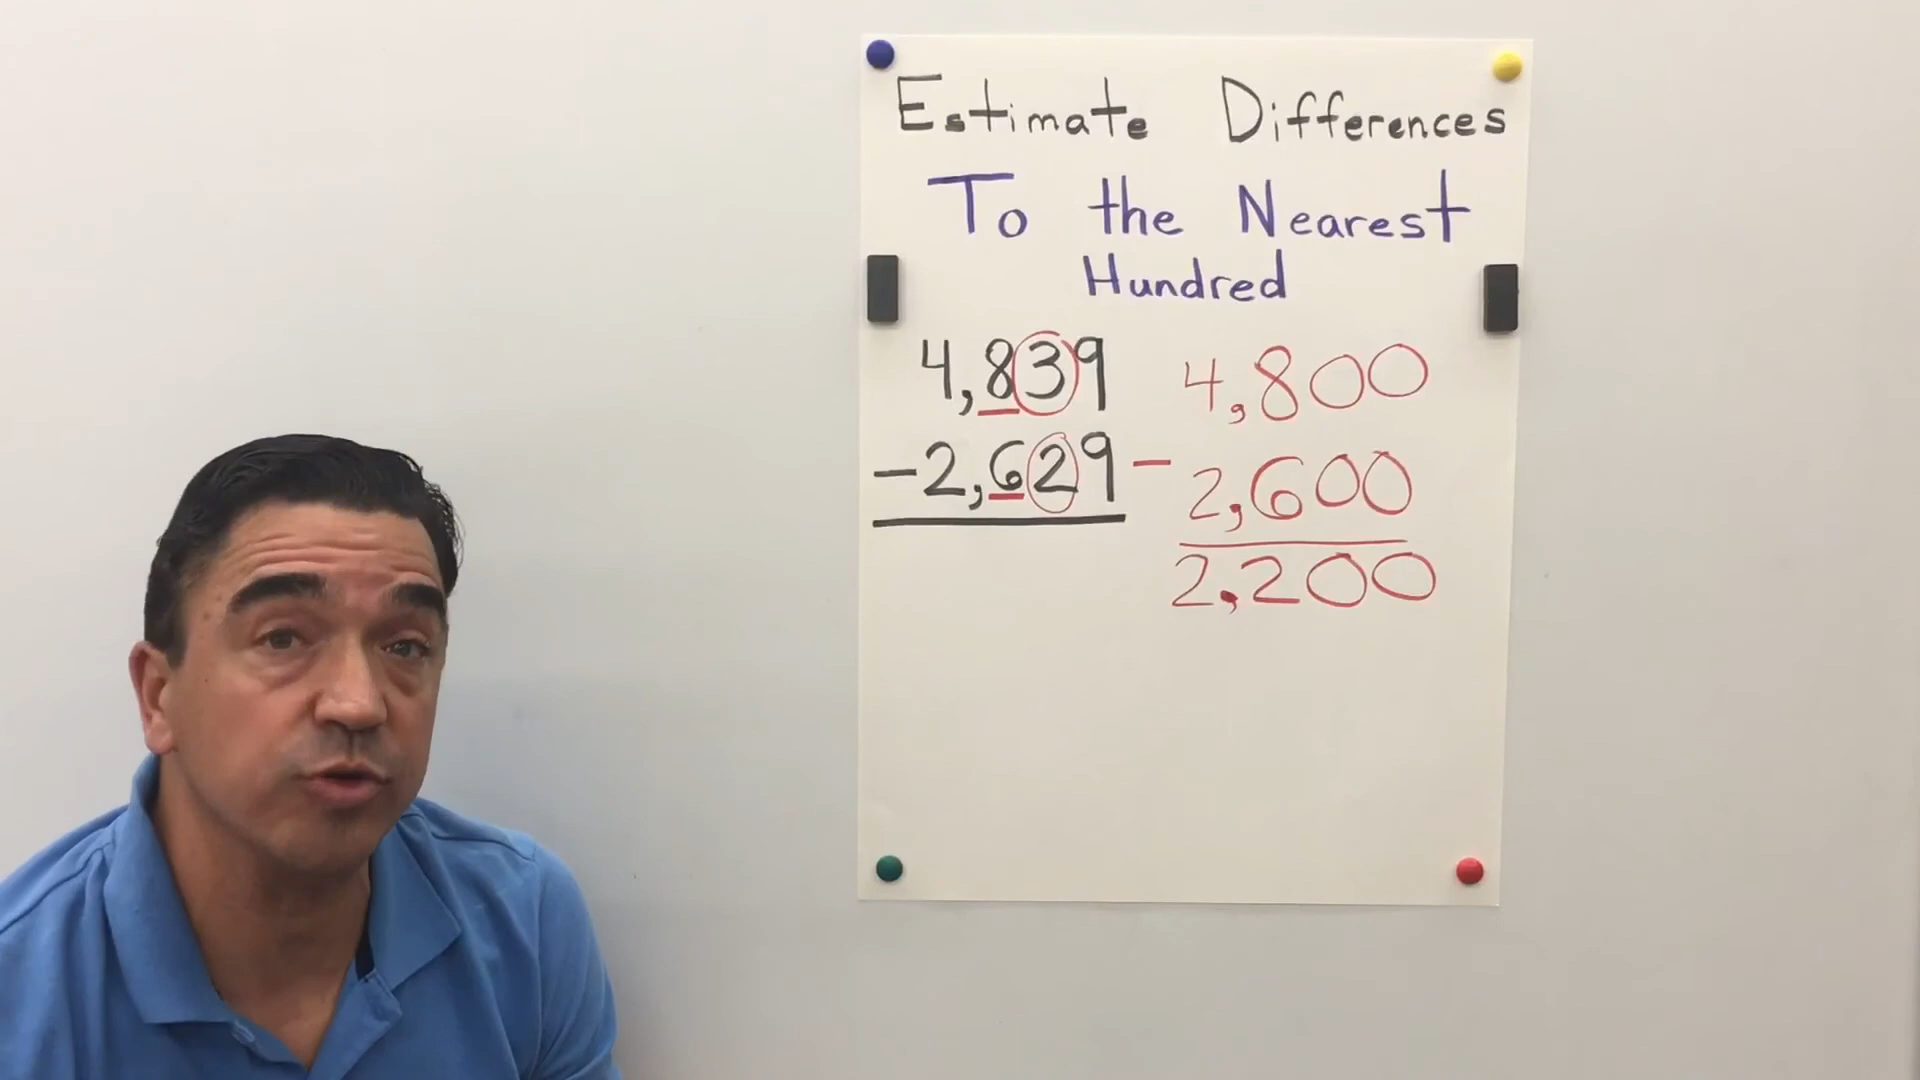 Estimate Differences
To the Nearest
Hundred
4,839 4,800
-2,629 - 2,600
2,200